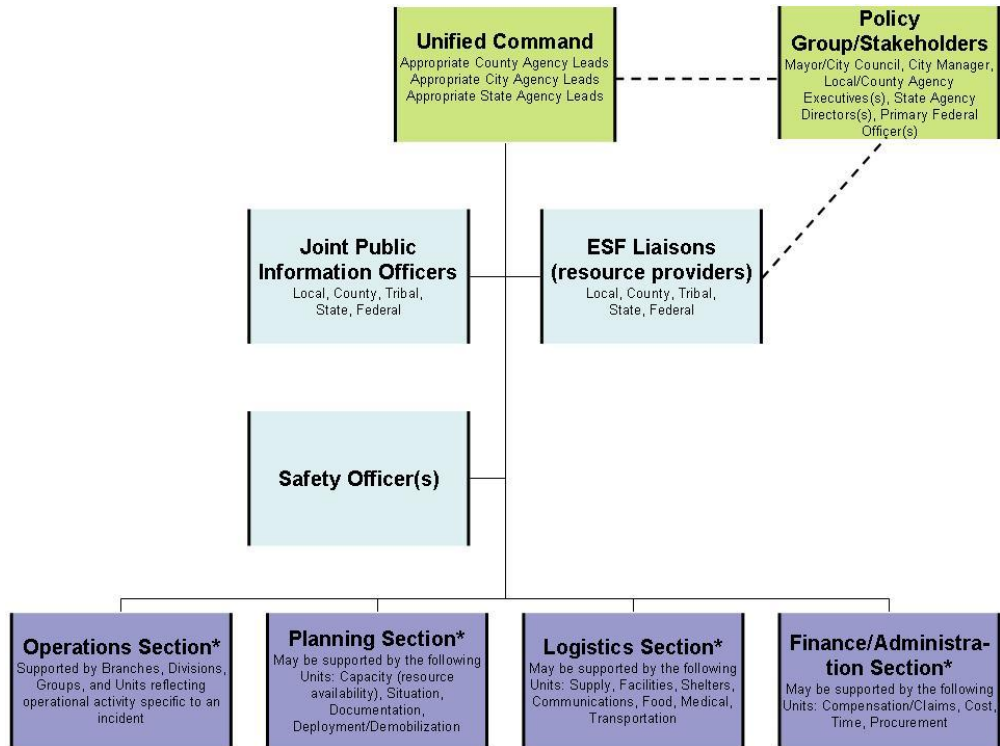 Unified Command
Appropriate County Agency Leads
Appropriate City Agency Leads
Appropriate State Agency Leads
Policy
Group/Stakeholders
Mayor/City Council, City Manager,
Local/County Agency
Executives(s), State Agency
Directors(s), Primary Federal
Officer(s)
Joint Public
Information Officers
Local, County, Tribal,
State, Federal
ESF Liaisons
(resource providers)
Local, County, Tribal,
State, Federal
Safety Officer(s)
Operations Section*
Supported by Branches, Divisions,
Groups, and Units reflecting
operational activity specific to an
incident
Planning Section*
May be supported by the following
Units: Capacity (resource
availability), Situation,
Documentation,
Deployment/Demobilization
Logistics Section*
May be supported by the following
Units: Supply, Facilities, Shelters,
Communications, Food, Medical,
Transportation
Finance/Administra-
tion Section*
May be supported by the following
Units: Compensation/Claims, Cost,
Time, Procurement